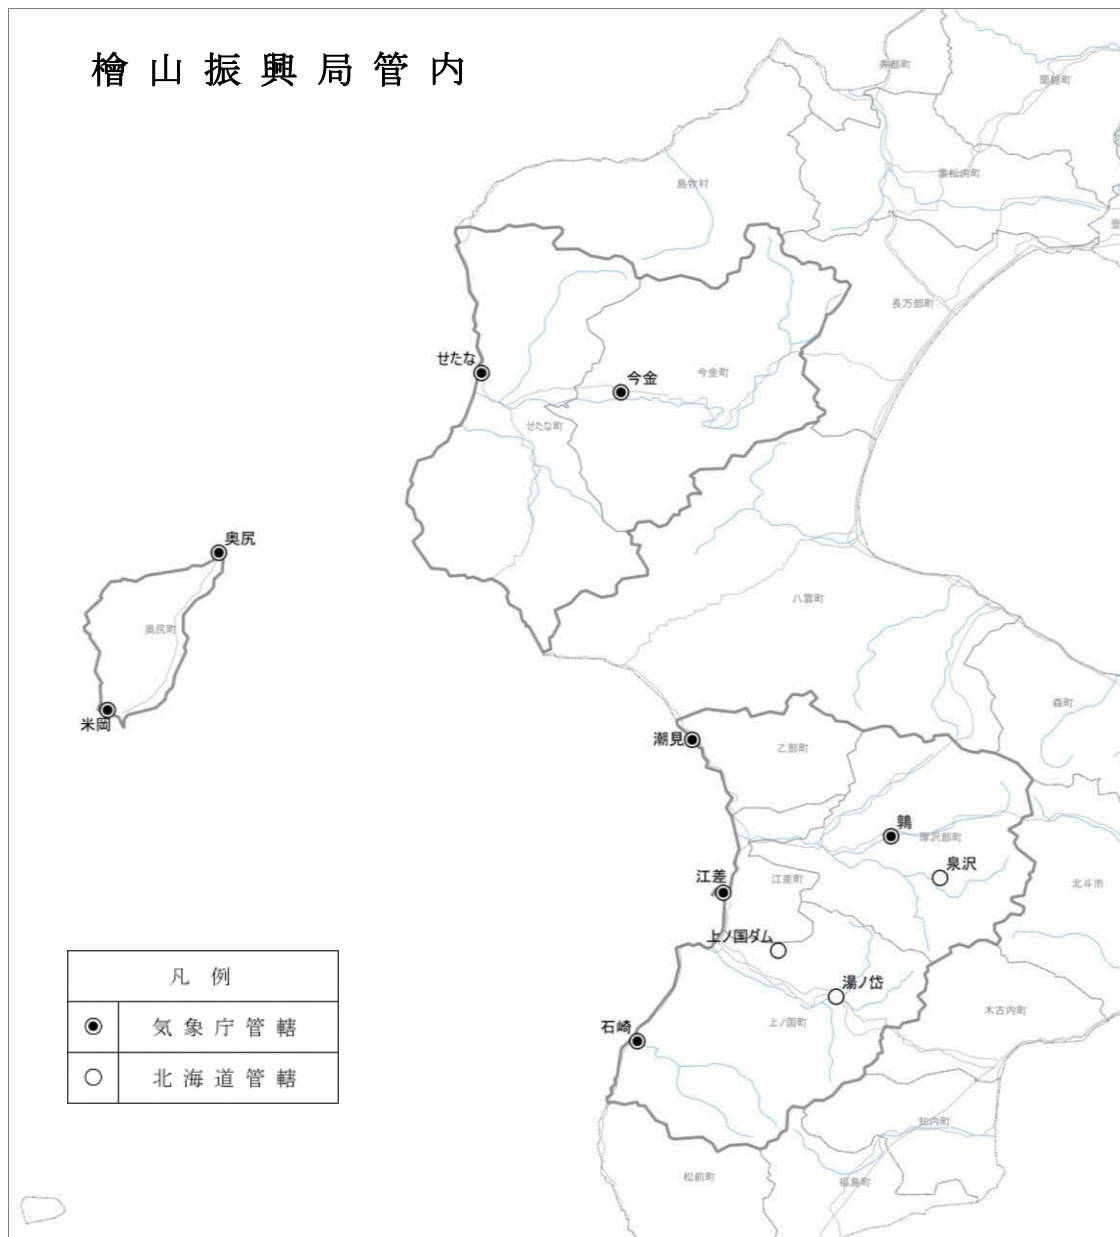 檜山振興局管内
寿都町
蘭越町
黒松内町
島牧村
長万部町
せたな
今金
今金町
せたな町
奥尻
八雲町
奥尻町
森町
米岡
潮見
乙部町
鶉
厚沢部町
泉沢
江差
江差町
北斗市
上ノ国ダム
湯ノ岱
木古内町
上ノ国町
石崎
知内町
松前町
福島町
凡例
気象庁管轄
北海道管轄